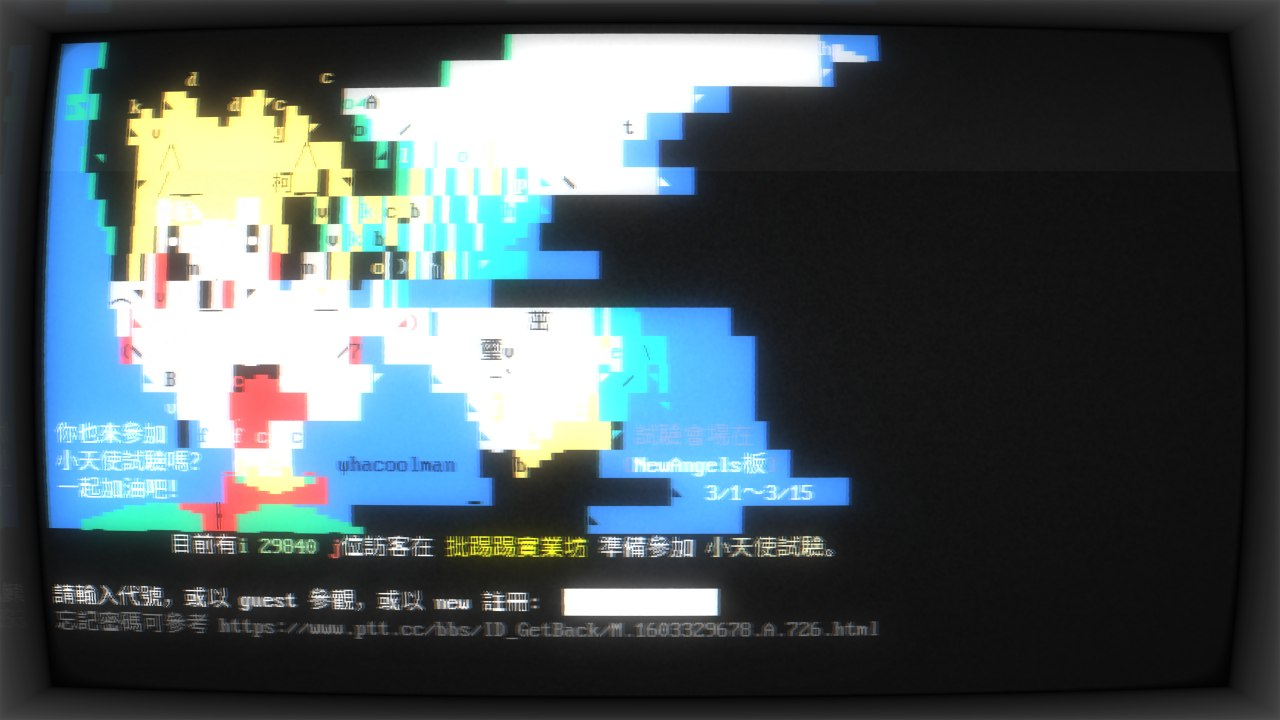 你也來參加
試驗會場在
小天使試驗嗎?
whacoolman
NewAngels板
一起加油吧!
3/1～3/15
目前有 29840 位訪客在 批踢踢實業坊 準備參加 小天使試驗。
請輸入代號，或以 guest 參觀，或以 new 註冊:
忘記密碼可參考 https://www.ptt.cc/bbs/ID_GetBack/M.1603329678.A.726.html